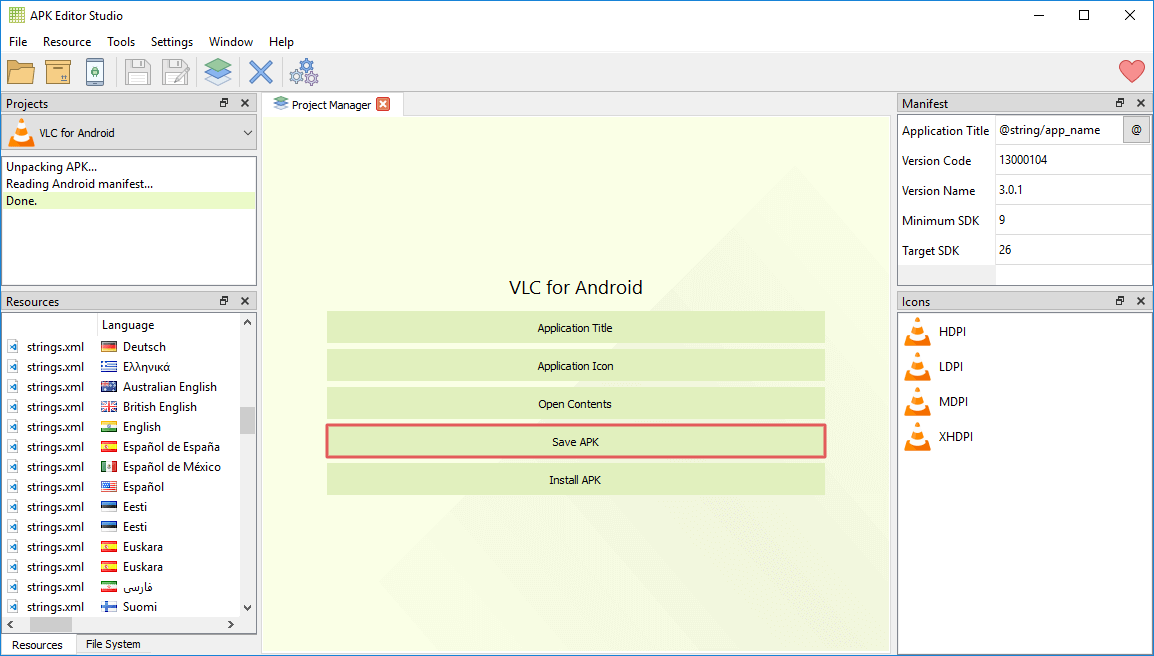 APK Editor Studio
File Resource Tools Settings Window Help
Projects
VLC for Android
Unpacking APK...
Reading Android manifest...
Done.
Resources
Language
strings.xml Deutsch
strings.xml Ελληνικά
strings.xml Australian English
strings.xml British English
strings.xml English
strings.xml Español de España
strings.xml Español de México
strings.xml Español
strings.xml Eesti
strings.xml Eesti
strings.xml Euskara
strings.xml Euskara
strings.xml فارسی
strings.xml Suomi
Resources File System
Project Manager
VLC for Android
Application Title
Application Icon
Open Contents
Save APK
Install APK
Manifest
Application Title @string/app_name @
Version Code 13000104
Version Name 3.0.1
Minimum SDK 9
Target SDK 26
Icons
HDPI
LDPI
MDPI
XHDPI